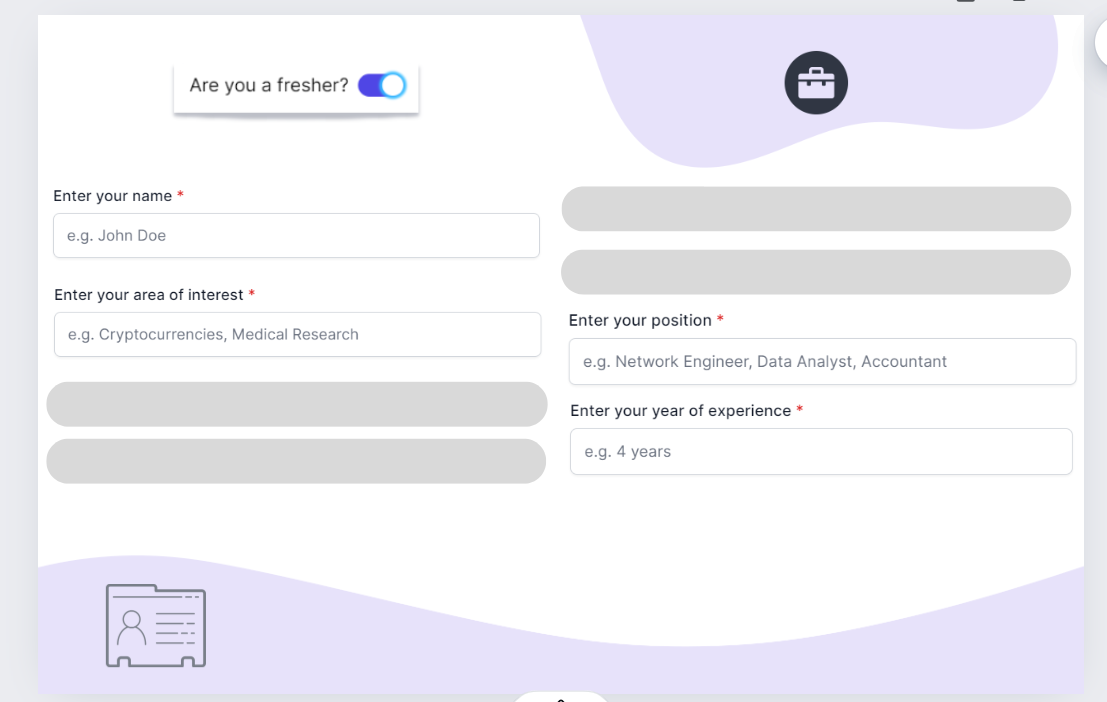 Are you a fresher?
Enter your name *
e.g. John Doe
Enter your area of interest *
e.g. Cryptocurrencies, Medical Research
Enter your position *
e.g. Network Engineer, Data Analyst, Accountant
Enter your year of experience *
e.g. 4 years